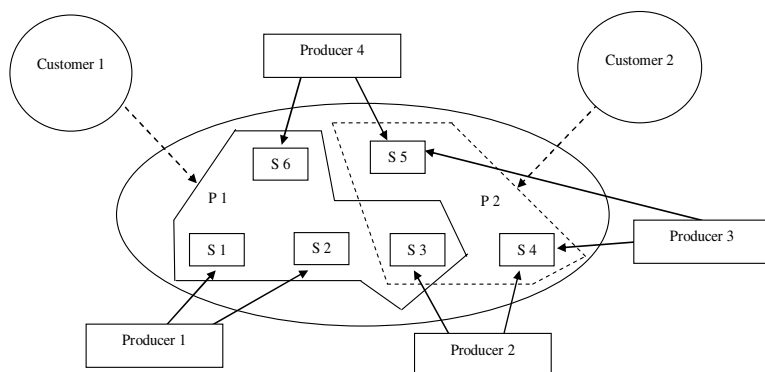 Customer 1
Producer 4
Customer 2
S 6
S 5
P 1
P 2
S 1
S 2
S 3
S 4
Producer 3
Producer 1
Producer 2